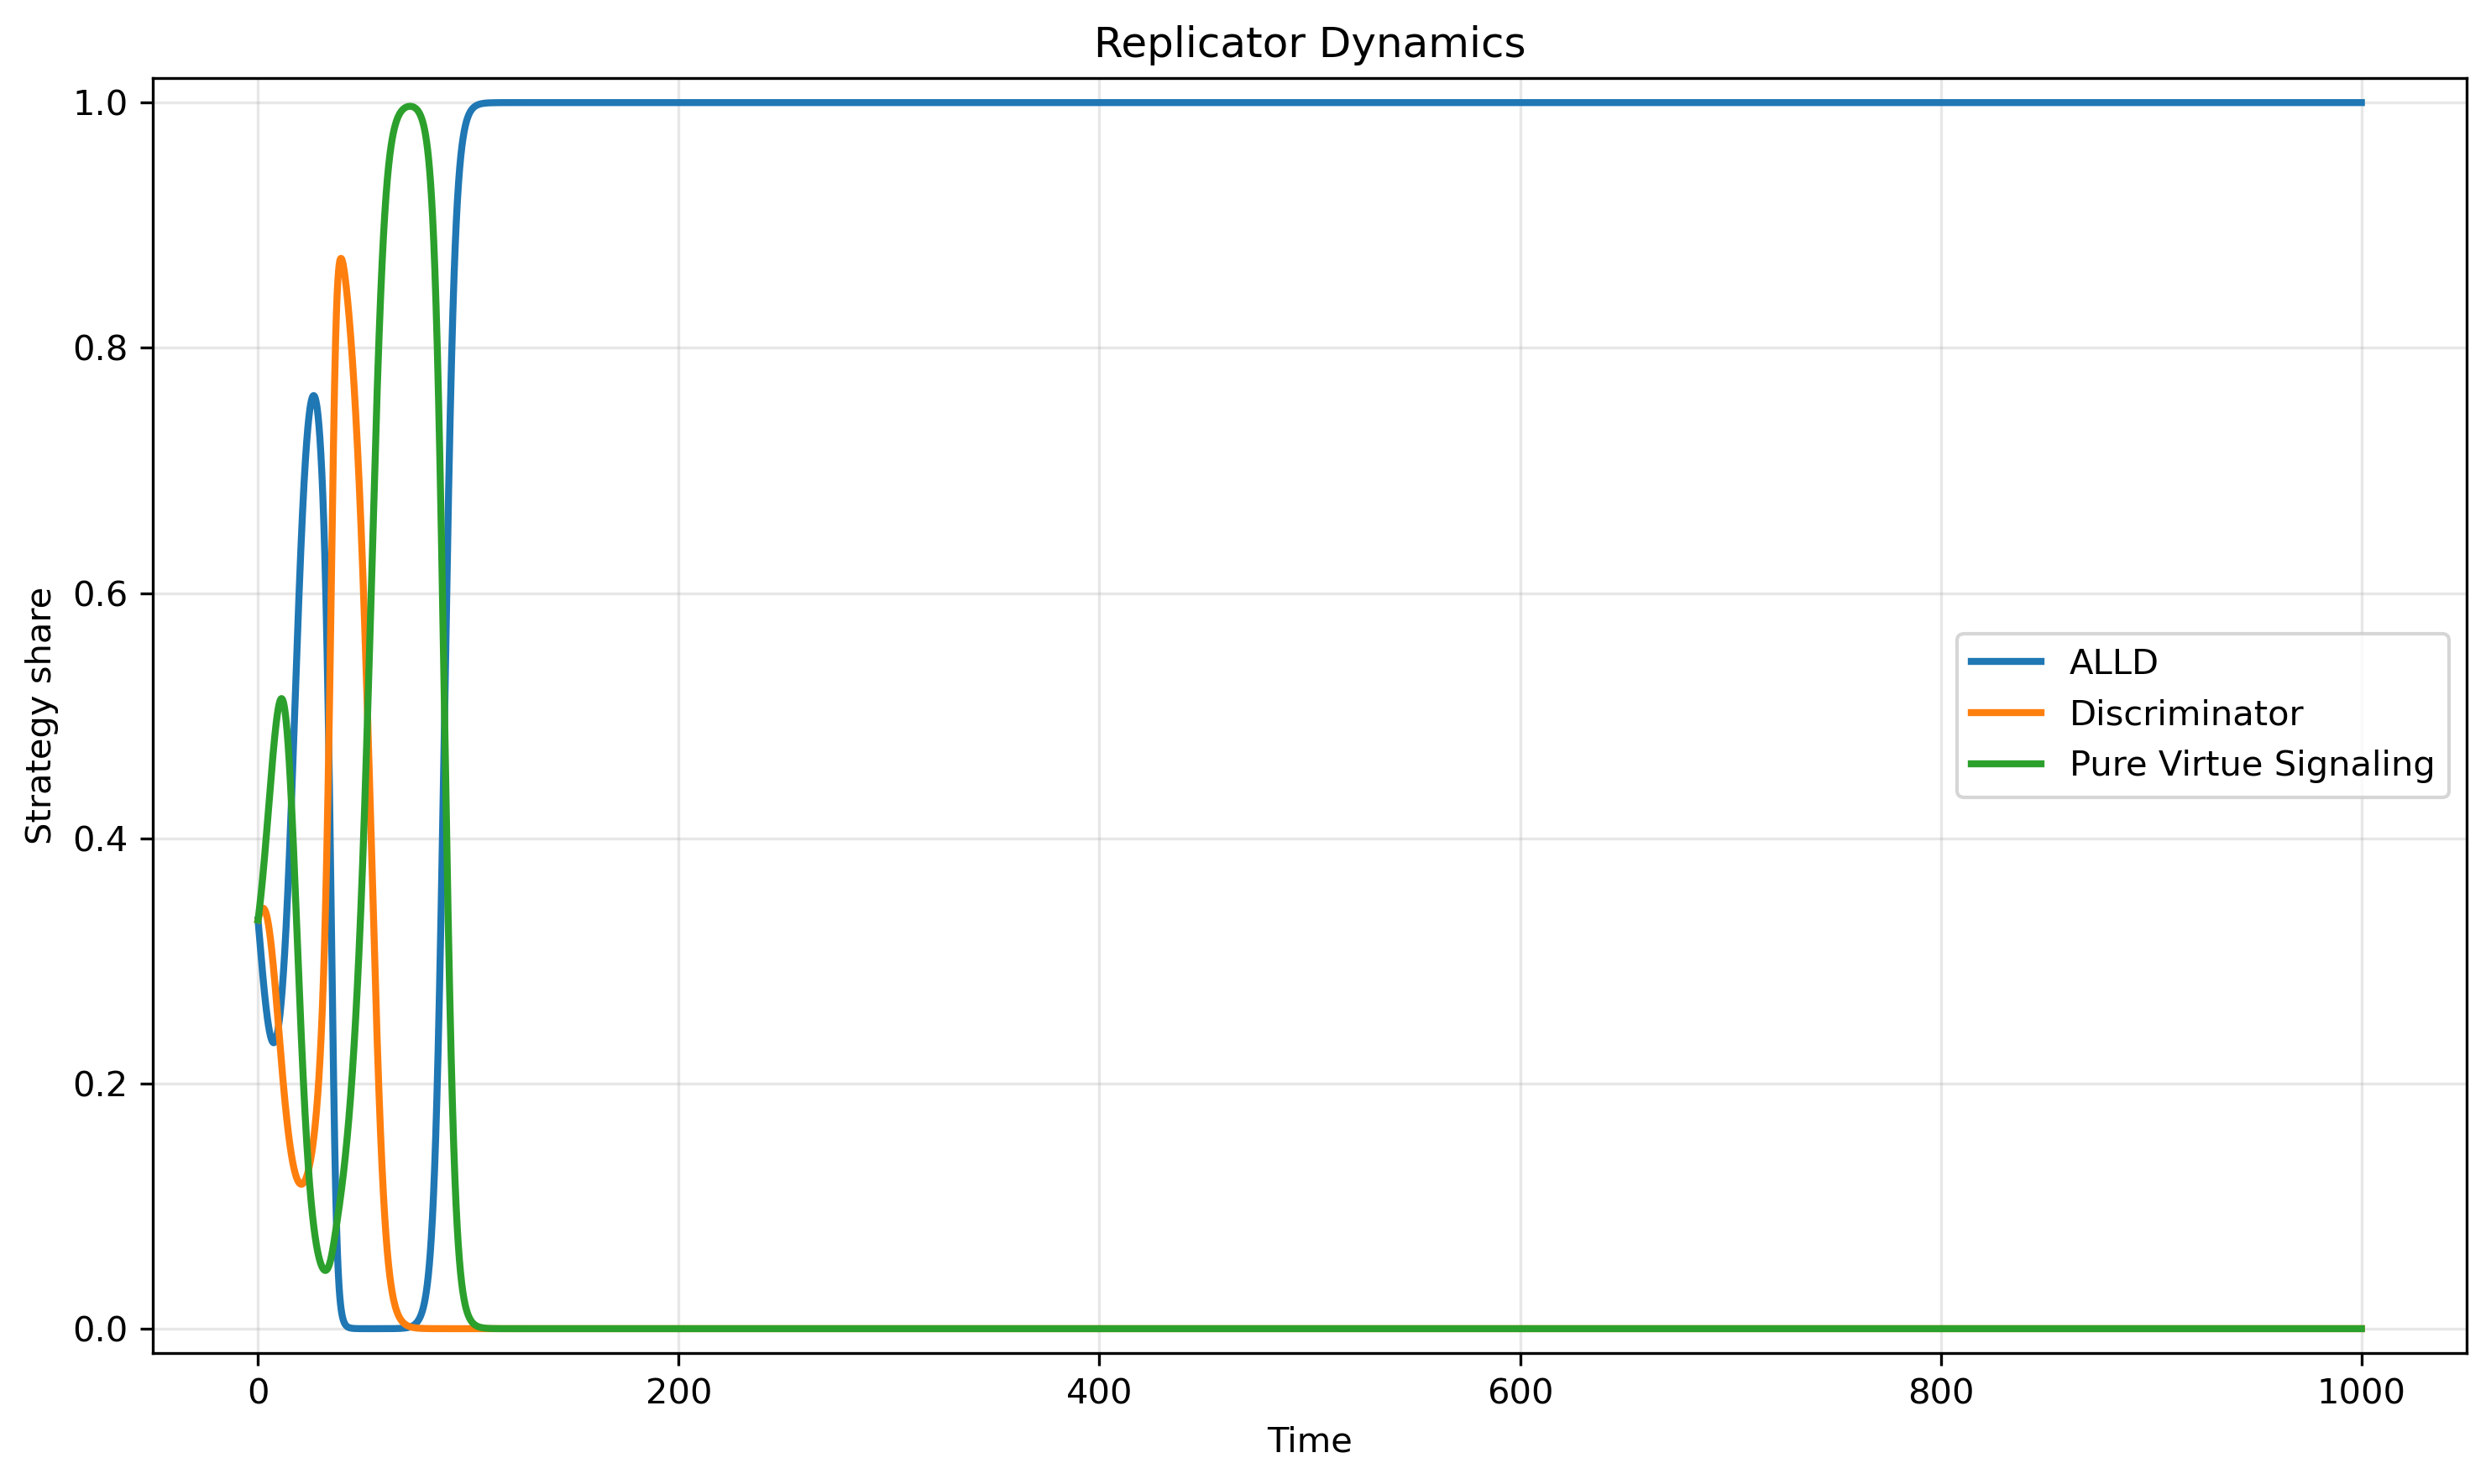 Replicator Dynamics
Strategy share
1.0
0.8
0.6
0.4
0.2
0.0
ALLD
Discriminator
Pure Virtue Signaling
0
200
400
600
800
1000
Time